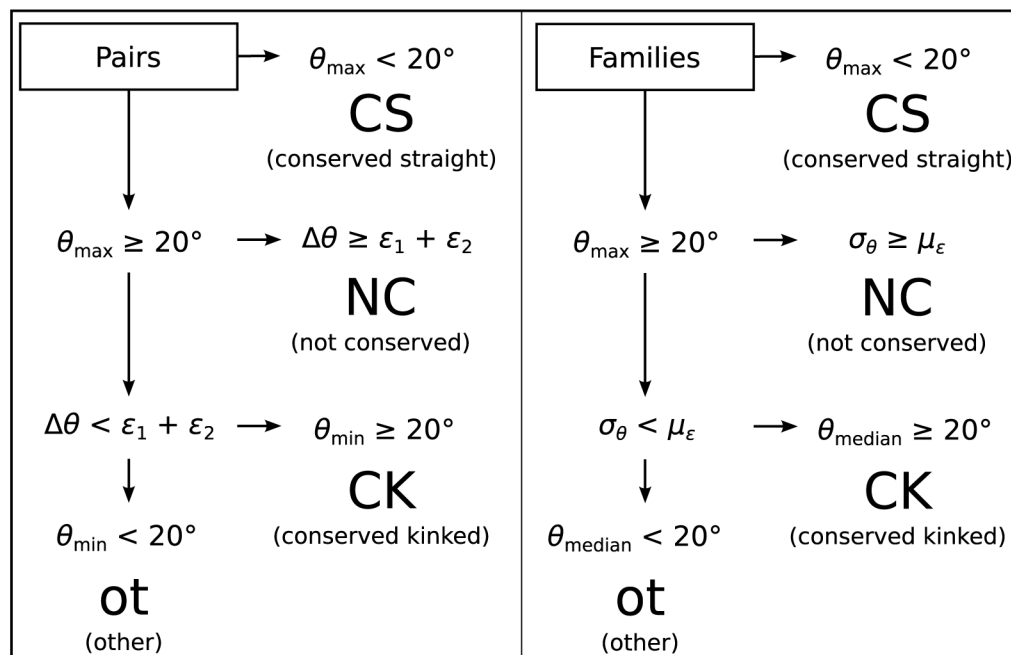 Pairs
θmax < 20°
CS
(conserved straight)
θmax ≥ 20°
Δθ ≥ ε1 + ε2
NC
(not conserved)
Δθ < ε1 + ε2
θmin ≥ 20°
CK
(conserved kinked)
θmin < 20°
ot
(other)
Families
θmax < 20°
CS
(conserved straight)
θmax ≥ 20°
σθ ≥ με
NC
(not conserved)
σθ < με
θmedian ≥ 20°
CK
(conserved kinked)
θmedian < 20°
ot
(other)